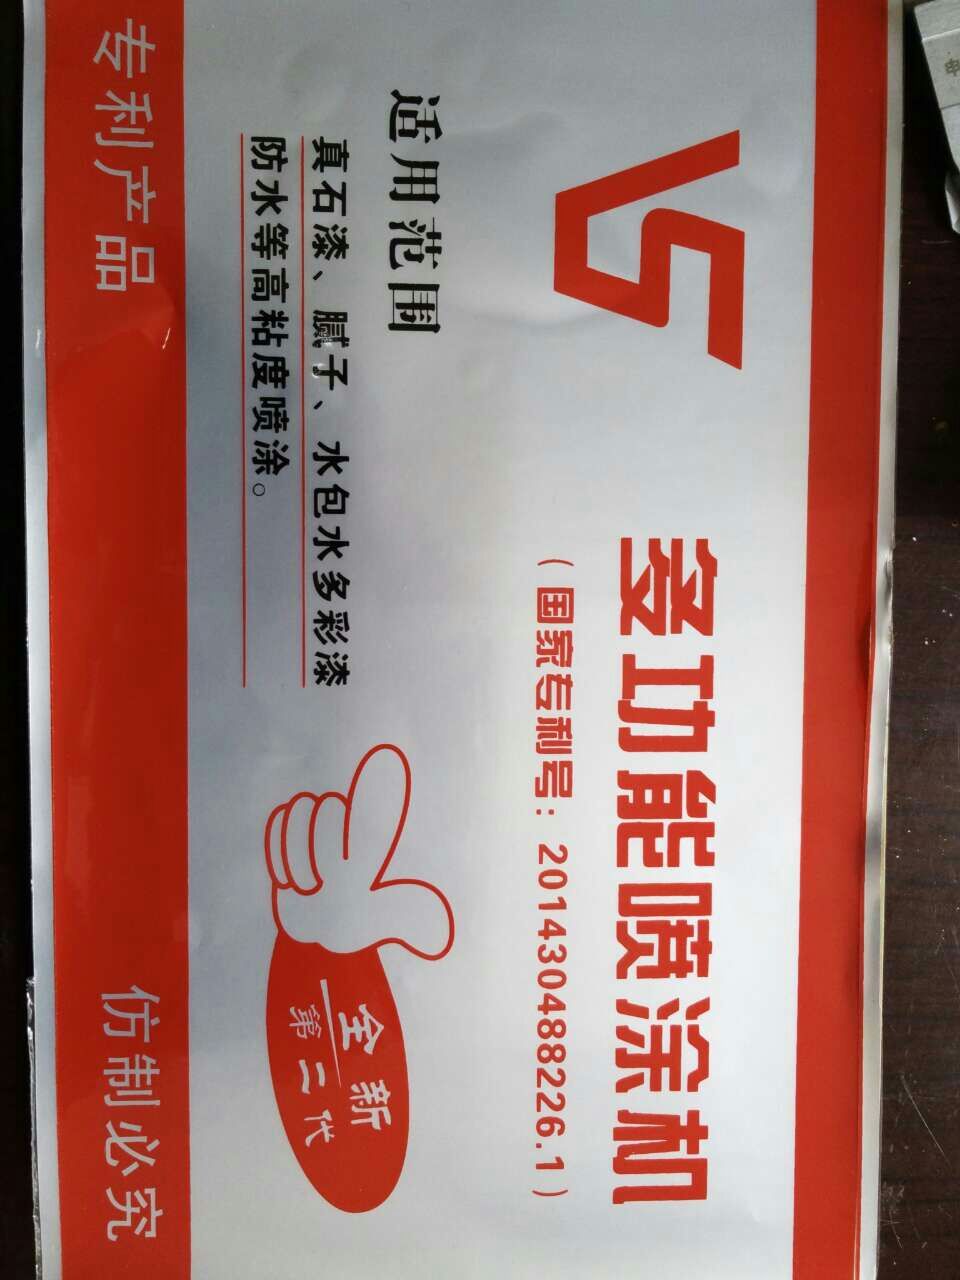 V5
多功能喷涂机
（国家专利号：201430488226.1）
适用范围
真石漆、腻子、水包水多彩漆
防水等高粘度喷涂。
全新
第二代
专利产品
仿制必究